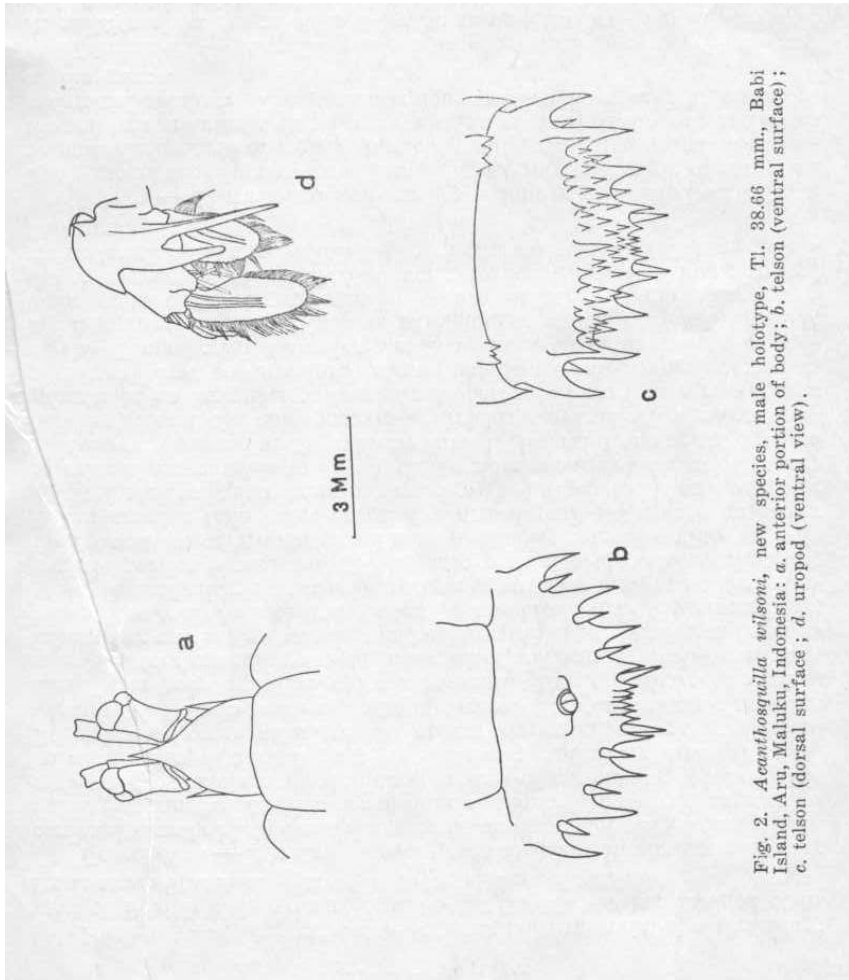 a
d
3 Mm
b
c
Fig. 2. Acanthosquilla wilsoni, new species, male holotype, Tl. 38.66 mm., Babi
Island, Aru, Maluku, Indonesia: a. anterior portion of body; b. telson (ventral surface);
c. telson (dorsal surface ; d. uropod (ventral view).